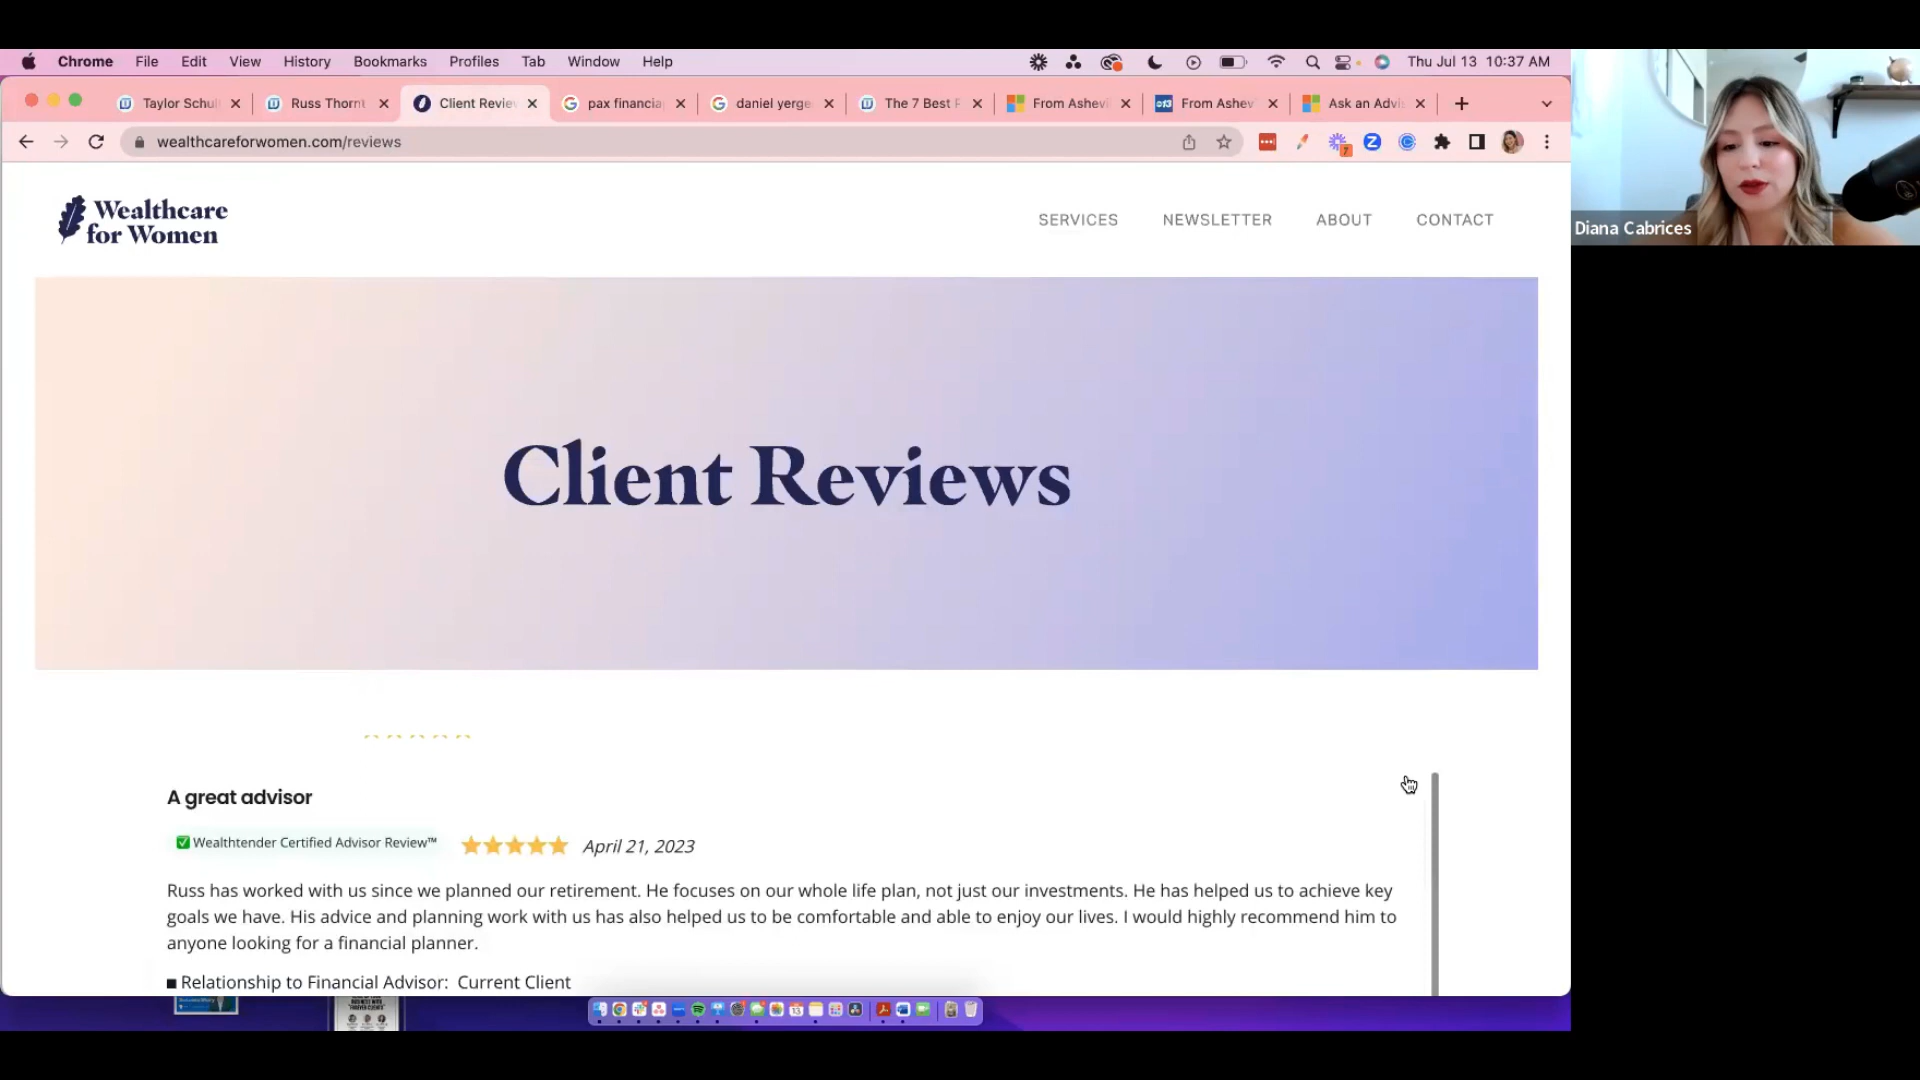 Chrome File Edit View History Bookmarks Profiles Tab Window Help Thu Jul 13 10:37 AM
Taylor Schul Russ Thornt Client Review pax financia daniel yerge The 7 Best F From Ashevi From Ashev Ask an Advis
wealthcareforwomen.com/reviews
Wealthcare
for Women
SERVICES NEWSLETTER ABOUT CONTACT
Diana Cabrices
Client Reviews
A great advisor
Wealthtender Certified Advisor Review™ April 21, 2023
Russ has worked with us since we planned our retirement. He focuses on our whole life plan, not just our investments. He has helped us to achieve key
goals we have. His advice and planning work with us has also helped us to be comfortable and able to enjoy our lives. I would highly recommend him to
anyone looking for a financial planner.
Relationship to Financial Advisor: Current Client